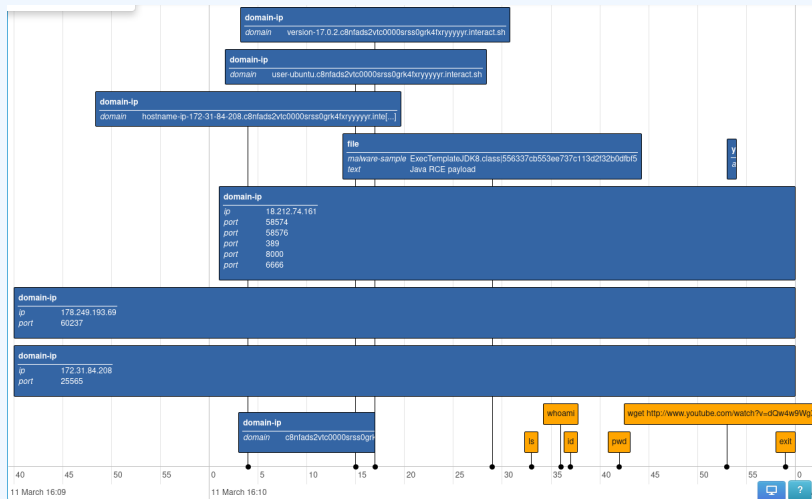 domain-ip
domain version-17.0.2.c8nfads2vtc0000srss0grk4fxryyyyyr.interact.sh
domain-ip
domain user-ubuntu.c8nfads2vtc0000srss0grk4fxryyyyyr.interact.sh
domain-ip
domain hostname-ip-172-31-84-208.c8nfads2vtc0000srss0grk4fxryyyyyr.inte[...]
file
malware-sample ExecTemplateJDK8.class|556337cb553ee737c113d2f32b0dfbf5
text Java RCE payload
y
a
domain-ip
ip 18.212.74.161
port 58574
port 58576
port 389
port 8000
port 6666
domain-ip
ip 178.249.193.69
port 60237
domain-ip
ip 172.31.84.208
port 25565
whoami
wget http://www.youtube.com/watch?v=dQw4w9Wg
domain-ip
domain c8nfads2vtc0000srss0grk
ls
id
pwd
exit
40 45 50 55 0 5 10 15 20 25 30 35 40 45 50 55 0
11 March 16:09 11 March 16:10
?